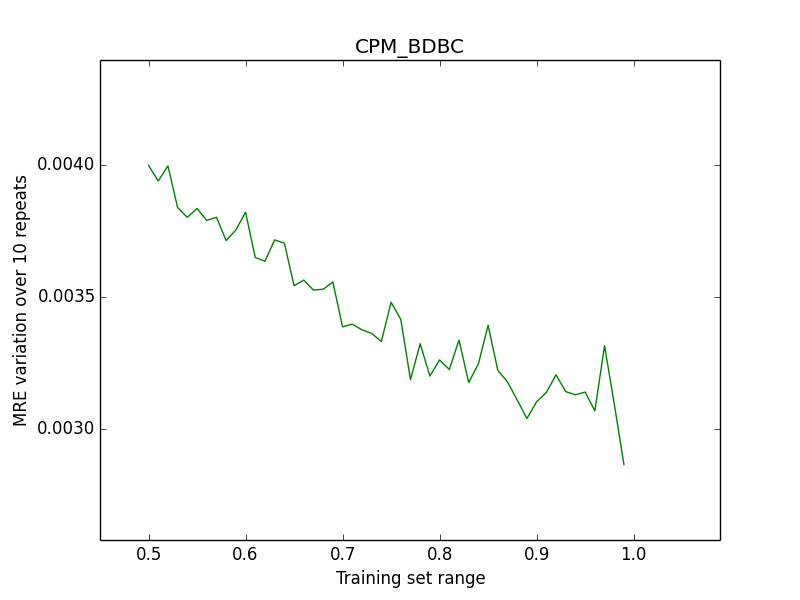 CPM_BDBC
MRE variation over 10 repeats
0.0040
0.0035
0.0030
0.5 0.6 0.7 0.8 0.9 1.0
Training set range